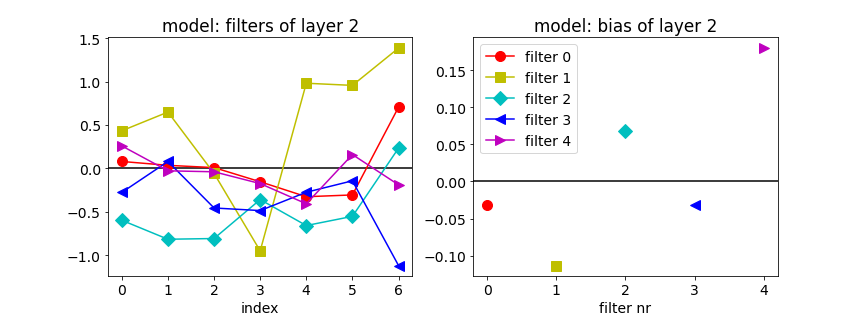 model: filters of layer 2
1.5
1.0
0.5
0.0
−0.5
−1.0
0 1 2 3 4 5 6
index
model: bias of layer 2
filter 0
filter 1
filter 2
filter 3
filter 4
0.15
0.10
0.05
0.00
−0.05
−0.10
0 1 2 3 4
filter nr